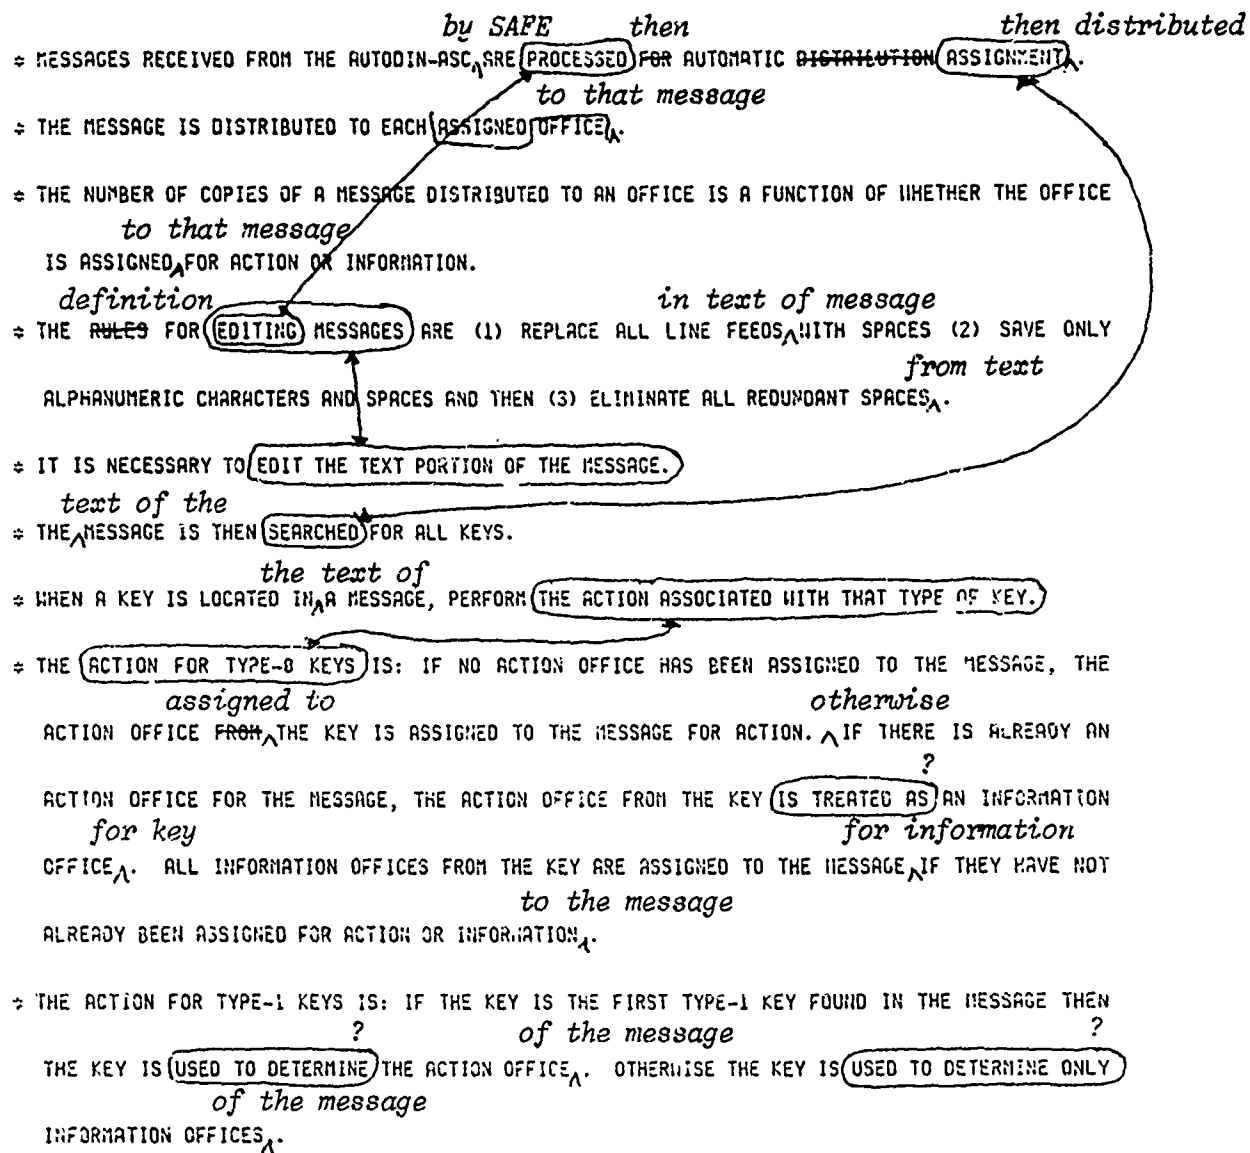 by SAFE then then distributed
* MESSAGES RECEIVED FROM THE AUTODIN-ASC ARE PROCESSED FOR AUTOMATIC DISTRIBUTION ASSIGNMENT.
to that message
* THE MESSAGE IS DISTRIBUTED TO EACH ASSIGNED OFFICE.
* THE NUMBER OF COPIES OF A MESSAGE DISTRIBUTED TO AN OFFICE IS A FUNCTION OF WHETHER THE OFFICE
to that message
IS ASSIGNED FOR ACTION OR INFORMATION.
definition in text of message
* THE RULES FOR EDITING MESSAGES ARE (1) REPLACE ALL LINE FEEDS WITH SPACES (2) SAVE ONLY
from text
ALPHANUMERIC CHARACTERS AND SPACES AND THEN (3) ELIMINATE ALL REDUNDANT SPACES.
* IT IS NECESSARY TO EDIT THE TEXT PORTION OF THE MESSAGE.
text of the
* THE MESSAGE IS THEN SEARCHED FOR ALL KEYS.
the text of
* WHEN A KEY IS LOCATED IN A MESSAGE, PERFORM THE ACTION ASSOCIATED WITH THAT TYPE OF KEY.
* THE ACTION FOR TYPE-0 KEYS IS: IF NO ACTION OFFICE HAS BEEN ASSIGNED TO THE MESSAGE, THE
assigned to otherwise
ACTION OFFICE FROM THE KEY IS ASSIGNED TO THE MESSAGE FOR ACTION. IF THERE IS ALREADY AN
?
ACTION OFFICE FOR THE MESSAGE, THE ACTION OFFICE FROM THE KEY IS TREATED AS AN INFORMATION
for key for information
OFFICE. ALL INFORMATION OFFICES FROM THE KEY ARE ASSIGNED TO THE MESSAGE IF THEY HAVE NOT
to the message
ALREADY BEEN ASSIGNED FOR ACTION OR INFORMATION.
* THE ACTION FOR TYPE-1 KEYS IS: IF THE KEY IS THE FIRST TYPE-1 KEY FOUND IN THE MESSAGE THEN
? of the message ?
THE KEY IS USED TO DETERMINE THE ACTION OFFICE. OTHERWISE THE KEY IS USED TO DETERMINE ONLY
of the message
INFORMATION OFFICES.